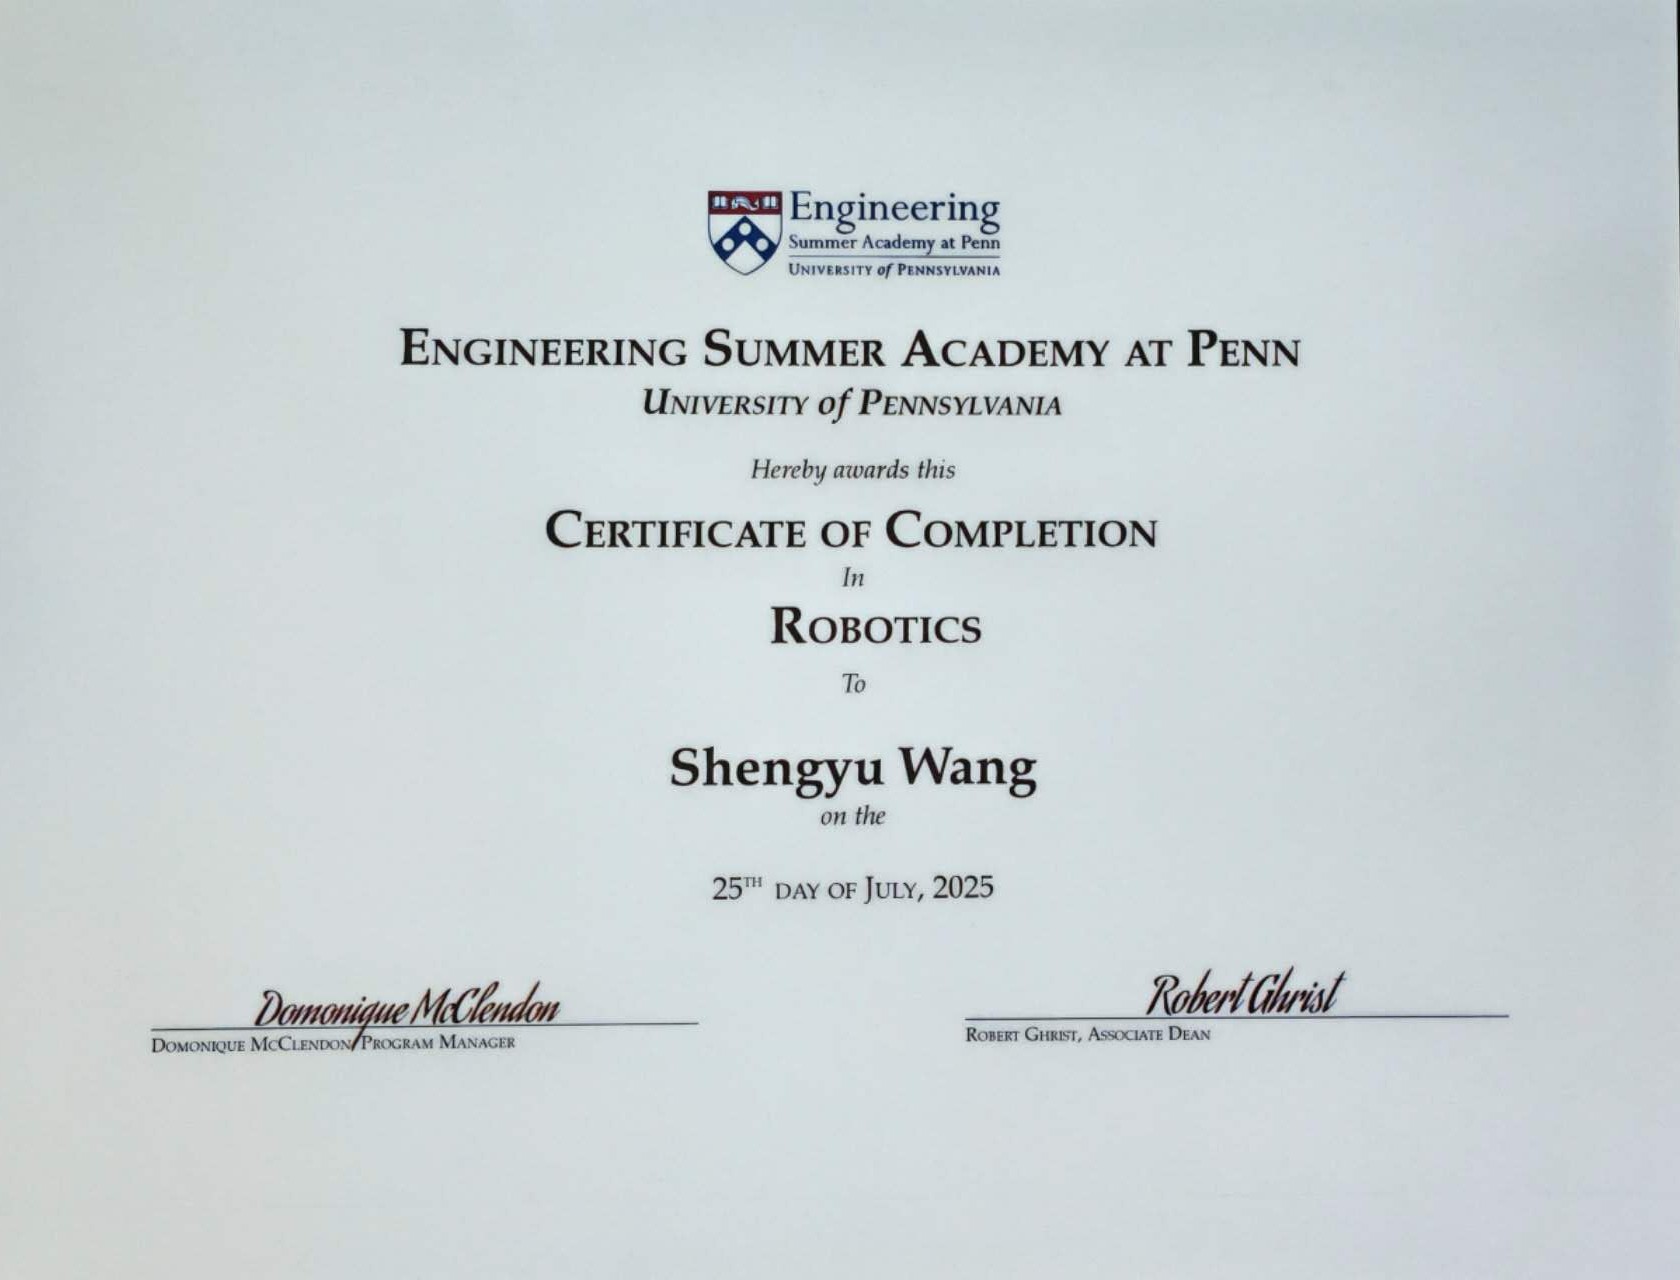 Engineering
Summer Academy at Penn
UNIVERSITY of PENNSYLVANIA
ENGINEERING SUMMER ACADEMY AT PENN
UNIVERSITY of PENNSYLVANIA
Hereby awards this
CERTIFICATE OF COMPLETION
In
ROBOTICS
To
Shengyu Wang
on the
25TH DAY OF JULY, 2025
Domonique McClendon
DOMONIQUE MCCLENDON, PROGRAM MANAGER
Robert Ghrist
ROBERT GHRIST, ASSOCIATE DEAN